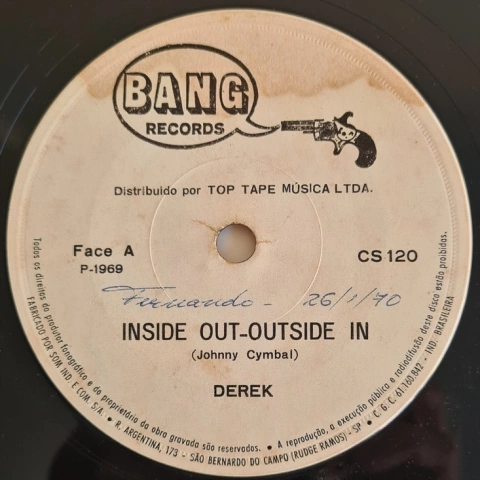 BANG
RECORDS
Distribuido por TOP TAPE MÚSICA LTDA.
Face A
CS 120
P-1969
Fernando - 26/1/70
INSIDE OUT-OUTSIDE IN
(Johnny Cymbal)
DEREK
Todos os direitos do produtor fonográfico e do proprietário da obra gravada são reservados. • A reprodução, a execução pública e radiodifusão deste disco estão proibidas.
FABRICADO POR SOM IND. E COM. S/A. • R. ARGENTINA, 173 - SÃO BERNARDO DO CAMPO (RUDGE RAMOS) - SP • C. G. C. 61.160.842 - IND. BRASILEIRA